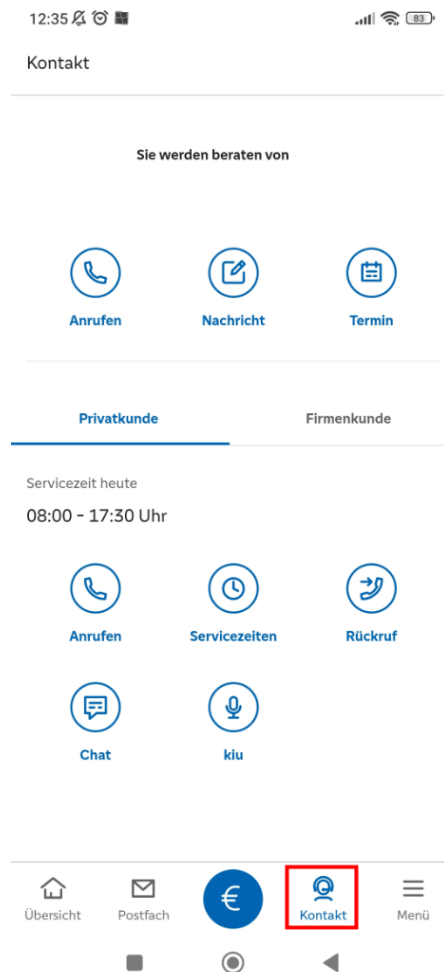 12:35
83
Kontakt
Sie werden beraten von
Anrufen Nachricht Termin
Privatkunde Firmenkunde
Servicezeit heute
08:00 - 17:30 Uhr
Anrufen Servicezeiten Rückruf
Chat kiu
€
Übersicht Postfach Kontakt Menü